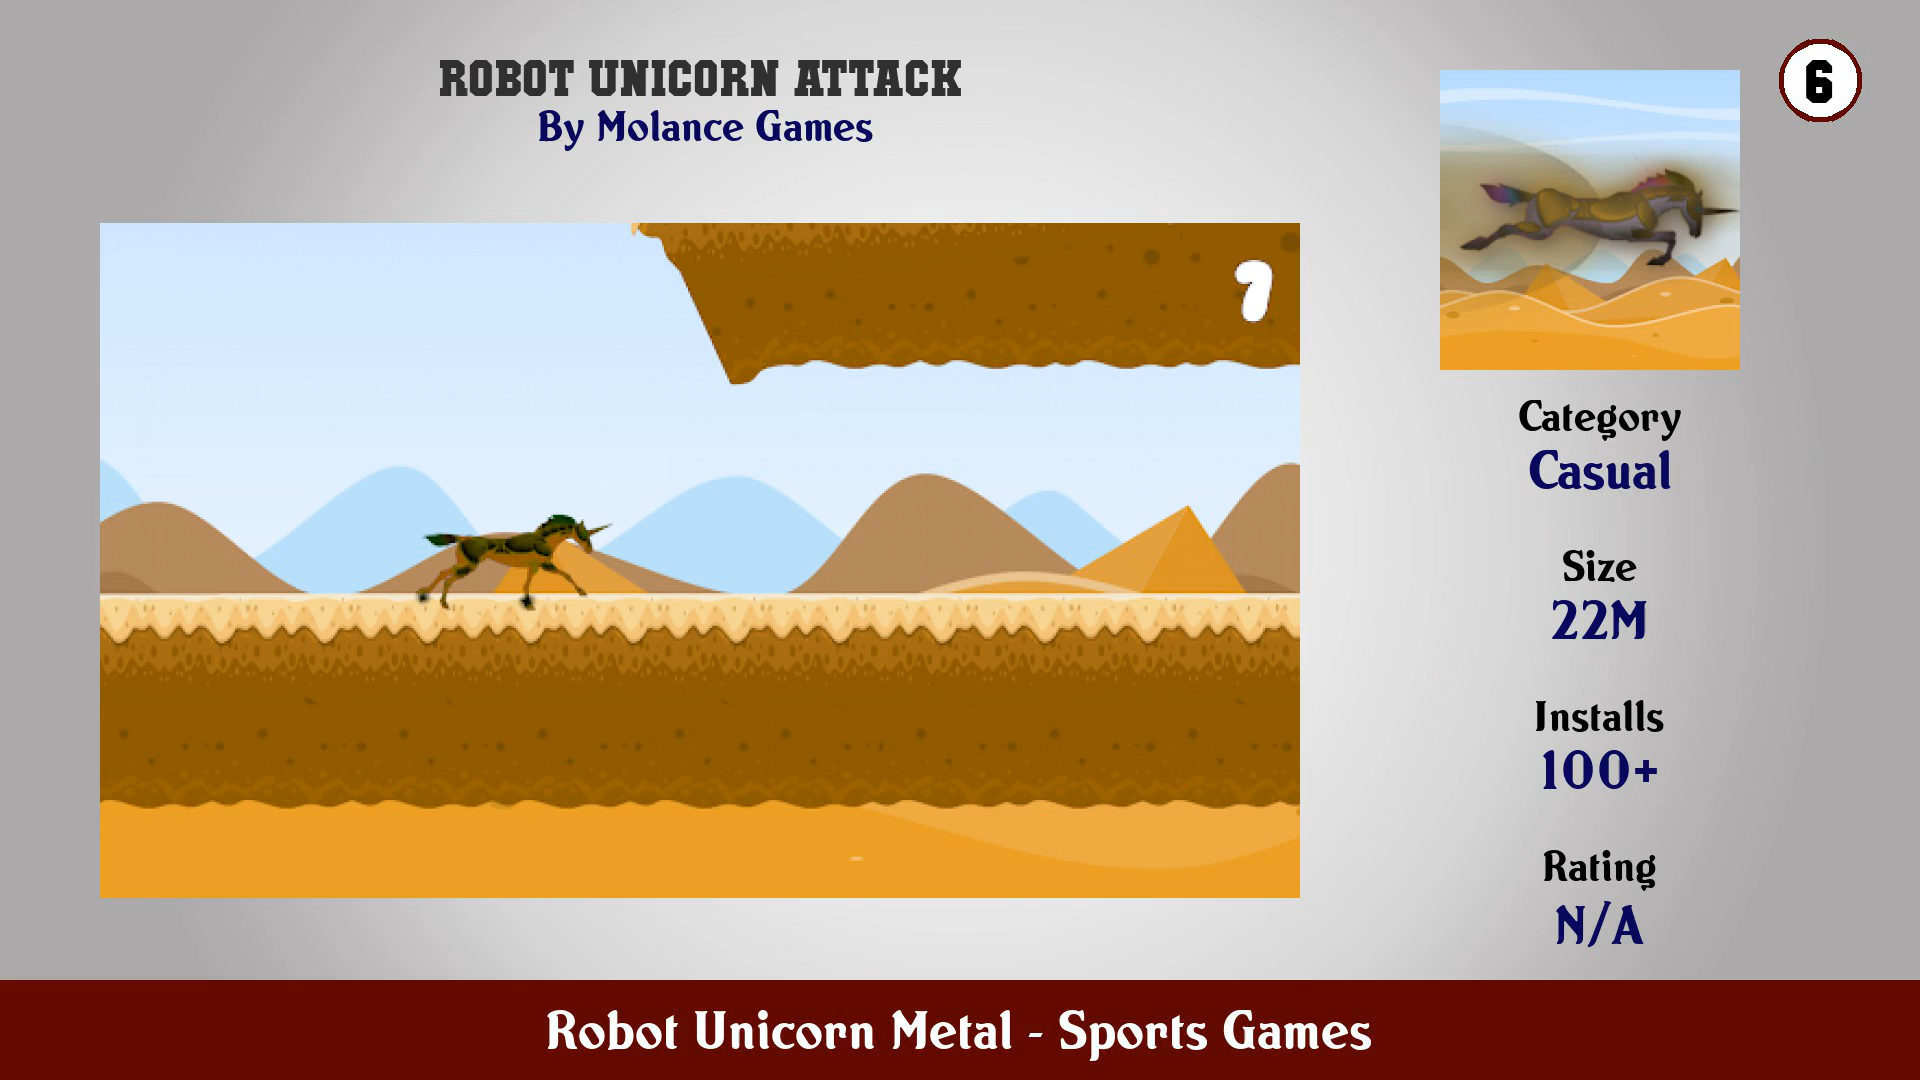 ROBOT UNICORN ATTACK
By Molance Games
6
1
Category
Casual
Size
22M
Installs
100+
Rating
N/A
Robot Unicorn Metal - Sports Games